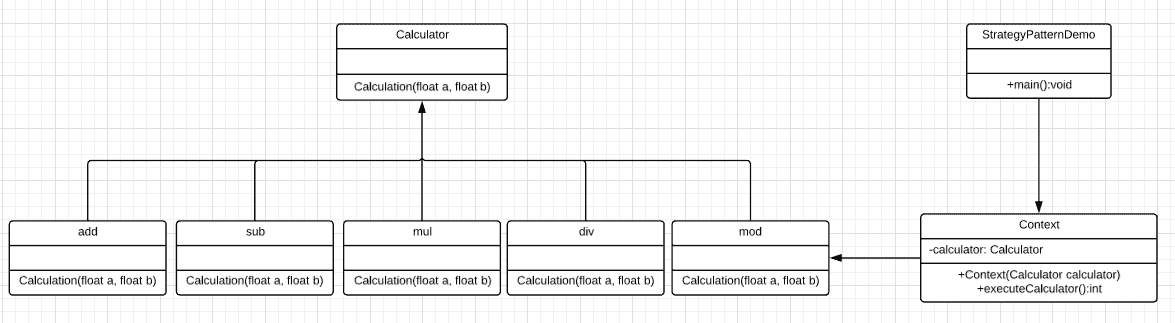 Calculator
Calculation(float a, float b)
StrategyPatternDemo
+main():void
add
Calculation(float a, float b)
sub
Calculation(float a, float b)
mul
Calculation(float a, float b)
div
Calculation(float a, float b)
mod
Calculation(float a, float b)
Context
-calculator: Calculator
+Context(Calculator calculator)
+executeCalculator():int